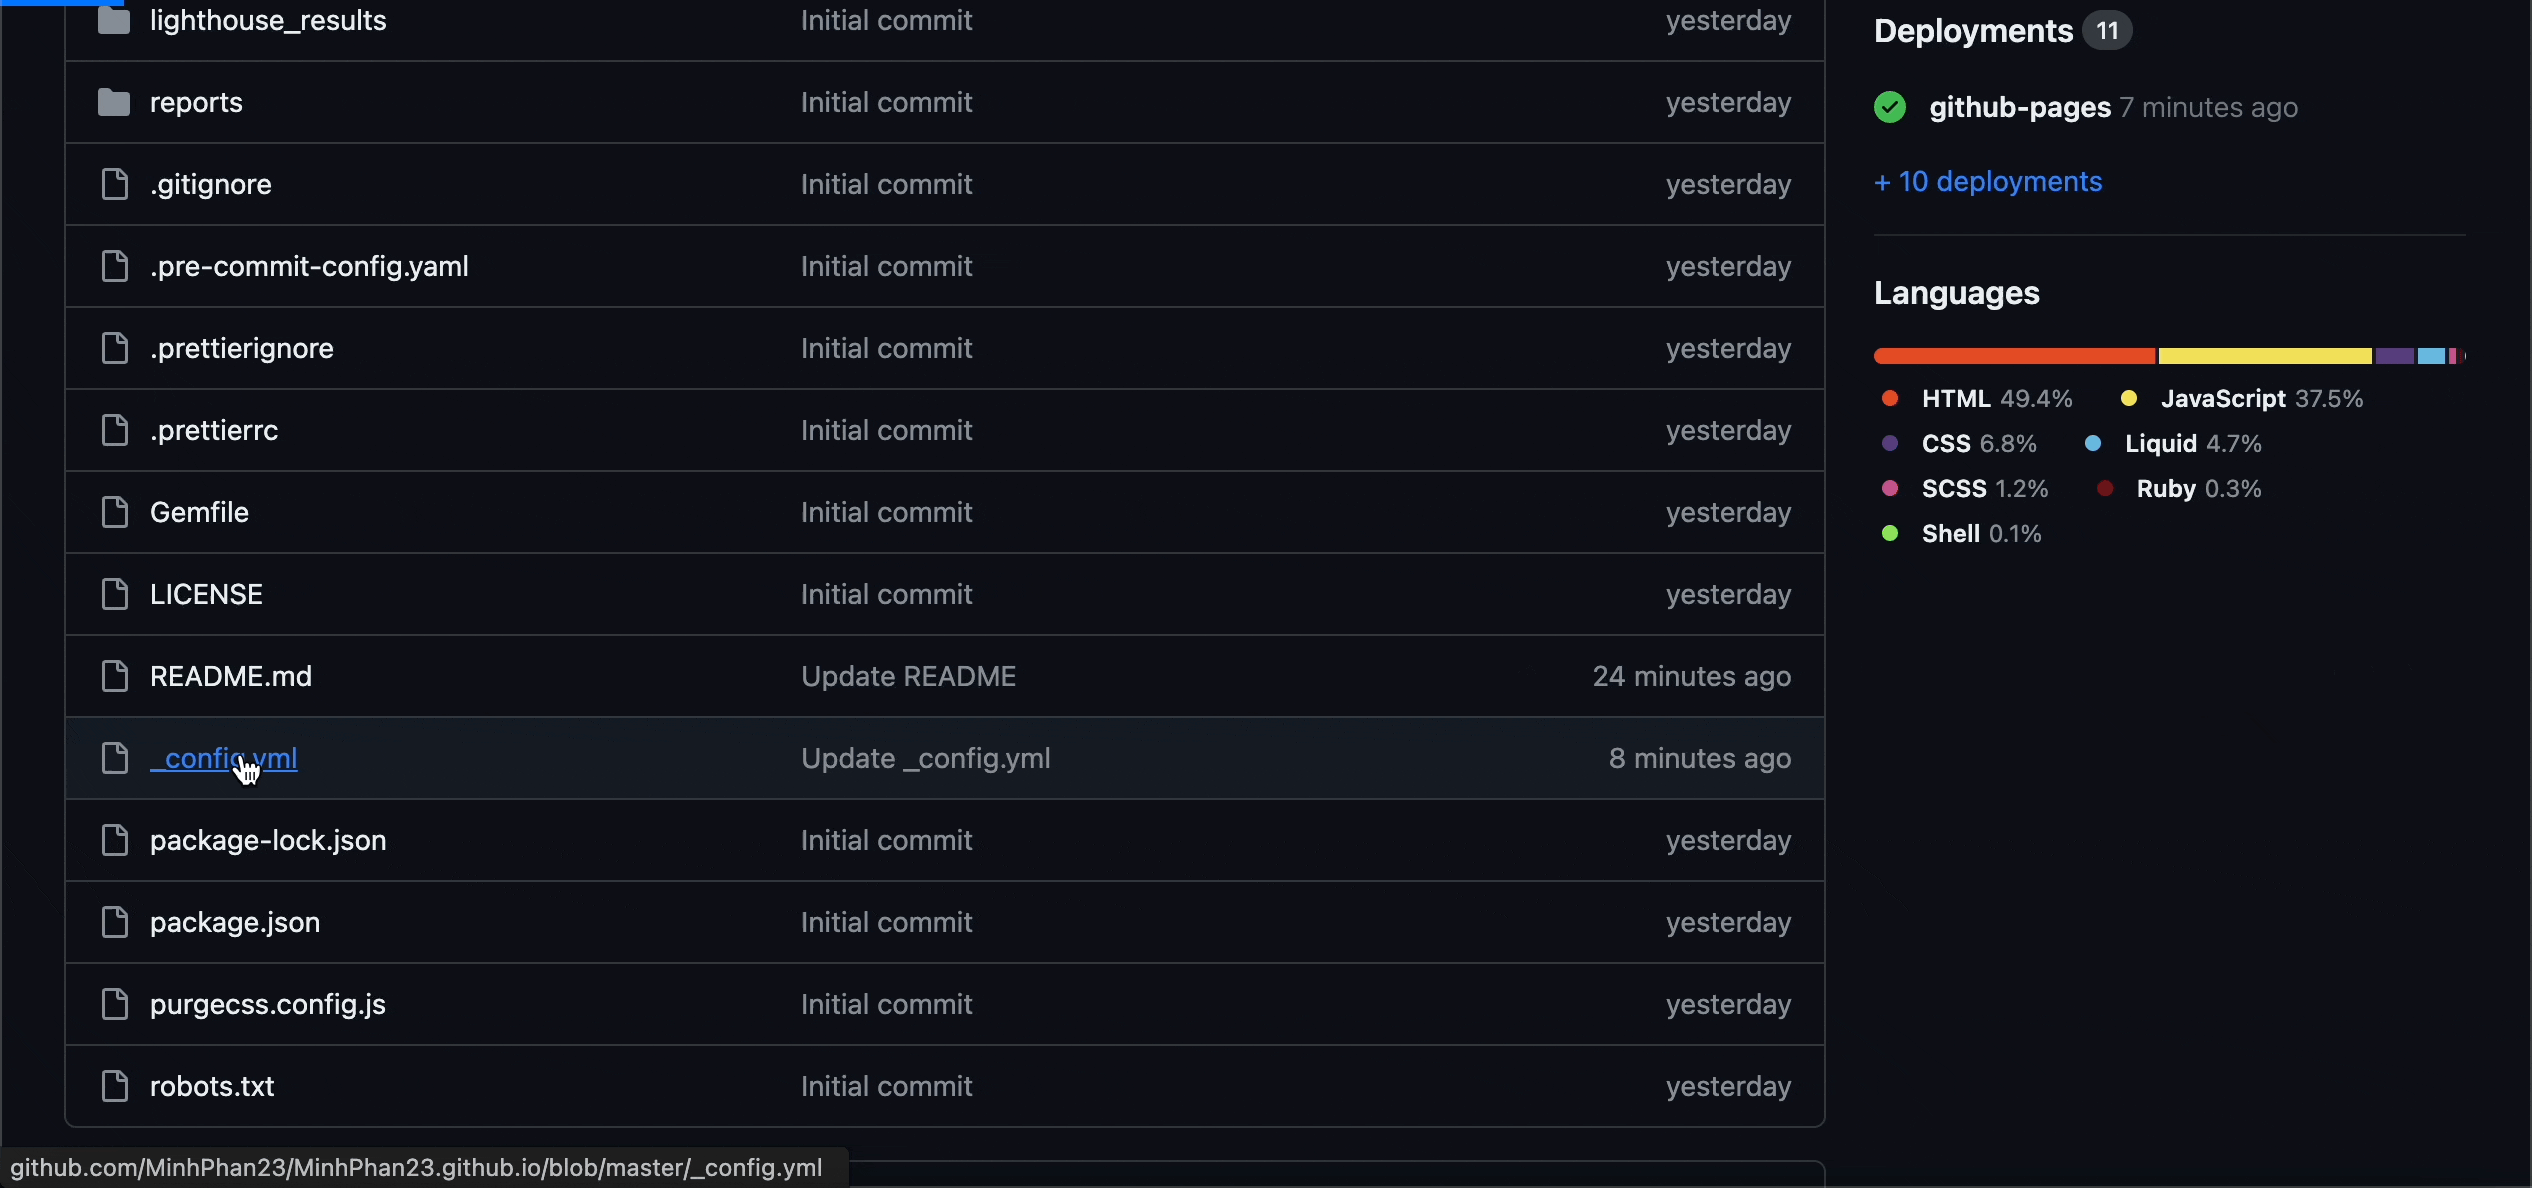 lighthouse_results Initial commit yesterday
reports Initial commit yesterday
.gitignore Initial commit yesterday
.pre-commit-config.yaml Initial commit yesterday
.prettierignore Initial commit yesterday
.prettierrc Initial commit yesterday
Gemfile Initial commit yesterday
LICENSE Initial commit yesterday
README.md Update README 24 minutes ago
_config.yml Update _config.yml 8 minutes ago
package-lock.json Initial commit yesterday
package.json Initial commit yesterday
purgecss.config.js Initial commit yesterday
robots.txt Initial commit yesterday
Deployments 11
github-pages 7 minutes ago
+ 10 deployments
Languages
HTML 49.4% JavaScript 37.5%
CSS 6.8% Liquid 4.7%
SCSS 1.2% Ruby 0.3%
Shell 0.1%
github.com/MinhPhan23/MinhPhan23.github.io/blob/master/_config.yml